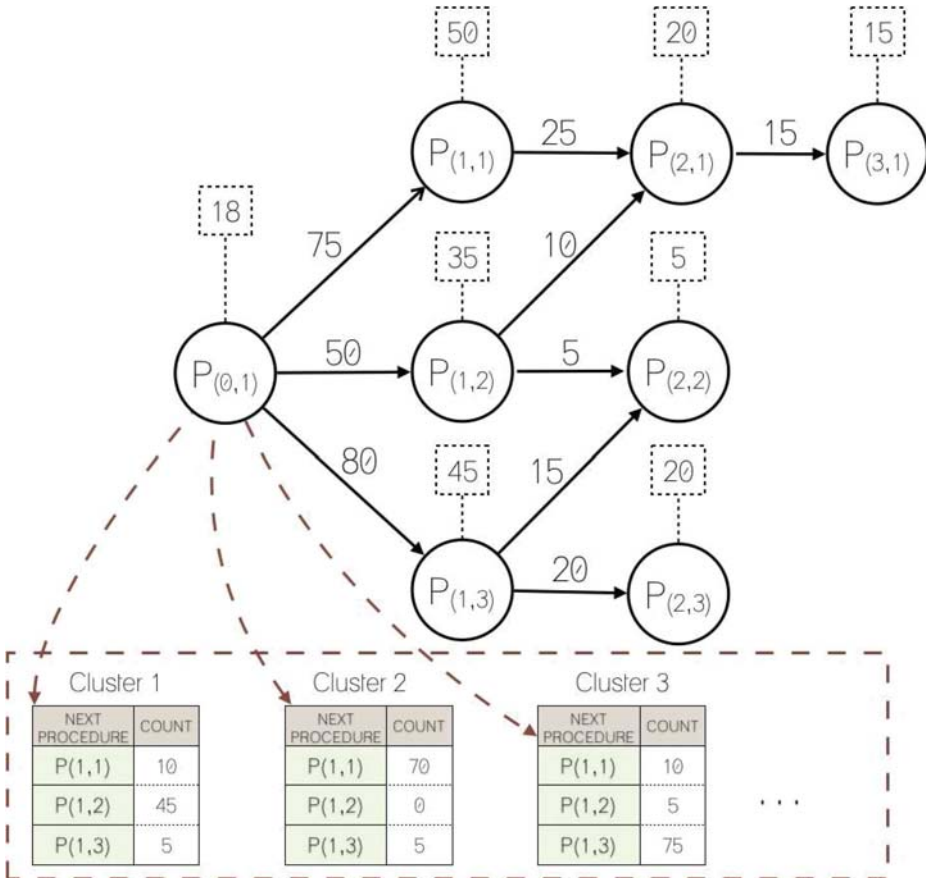 50
20
15
P(1,1)
25
P(2,1)
15
P(3,1)
18
75
35
10
5
P(0,1)
50
P(1,2)
5
P(2,2)
80
45
15
20
P(1,3)
20
P(2,3)
Cluster 1
NEXT PROCEDURE COUNT
P(1,1) 10
P(1,2) 45
P(1,3) 5
Cluster 2
NEXT PROCEDURE COUNT
P(1,1) 70
P(1,2) 0
P(1,3) 5
Cluster 3
NEXT PROCEDURE COUNT
P(1,1) 10
P(1,2) 5
P(1,3) 75
. . .